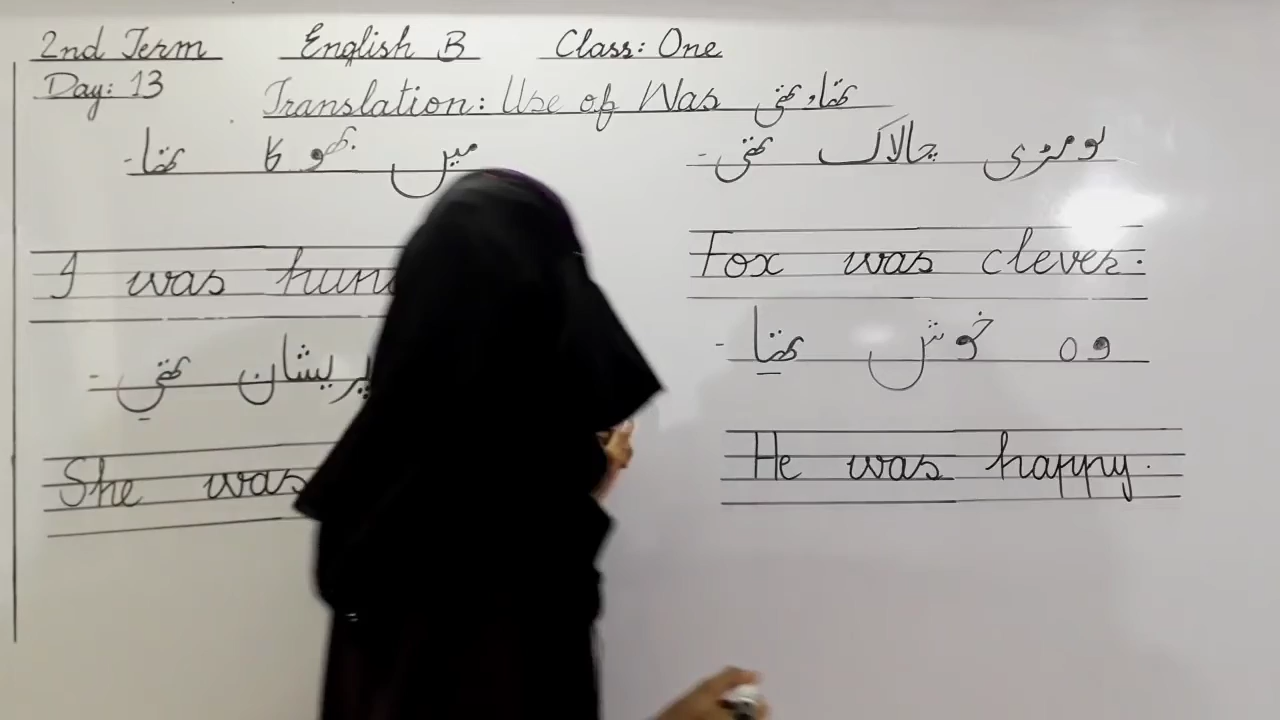 2nd Term English B Class: One
Day: 13
Translation: Use of Was تھا، تھی
میں بھوکا تھا۔
I was
پریشان تھی۔
She was
لومڑی چالاک تھی۔
Fox was clever.
وہ خوش تھا۔
He was happy.